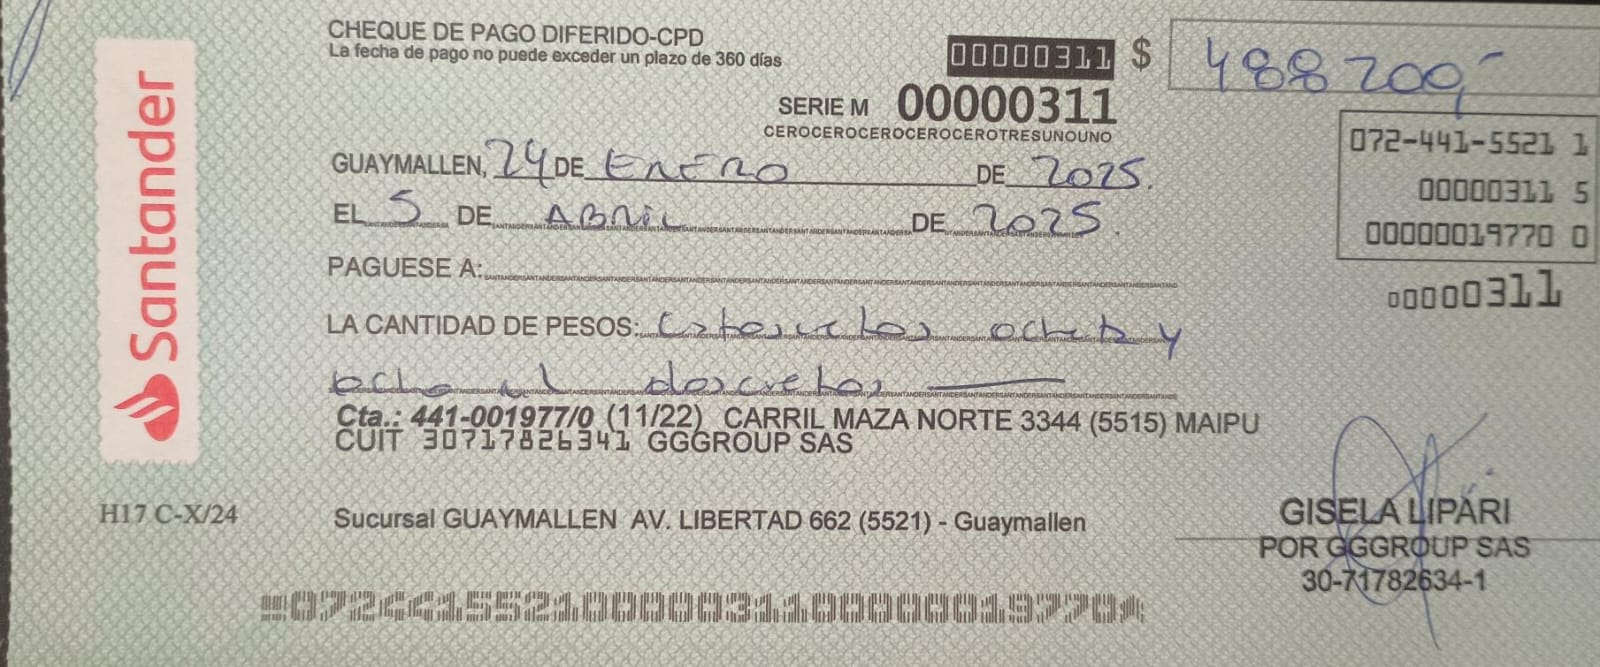 Santander
CHEQUE DE PAGO DIFERIDO-CPD
La fecha de pago no puede exceder un plazo de 360 días
00000311 $ 488200,-
SERIE M 00000311
CEROCEROCEROCEROCEROTRESUNOUNO
072-441-5521 1
00000311 5
00000019770 0
00000311
GUAYMALLEN, 24 DE ENERO DE 2025.
EL 5 DE ABRIL DE 2025.
PAGUESE A:
LA CANTIDAD DE PESOS: ochenta y
ocho mil doscientos
Cta.: 441-001977/0 (11/22) CARRIL MAZA NORTE 3344 (5515) MAIPU
CUIT 30717826341 GGGROUP SAS
H17 C-X/24
Sucursal GUAYMALLEN AV. LIBERTAD 662 (5521) - Guaymallen
GISELA LIPARI
POR GGGROUP SAS
30-71782634-1
07244155210000031100000019770